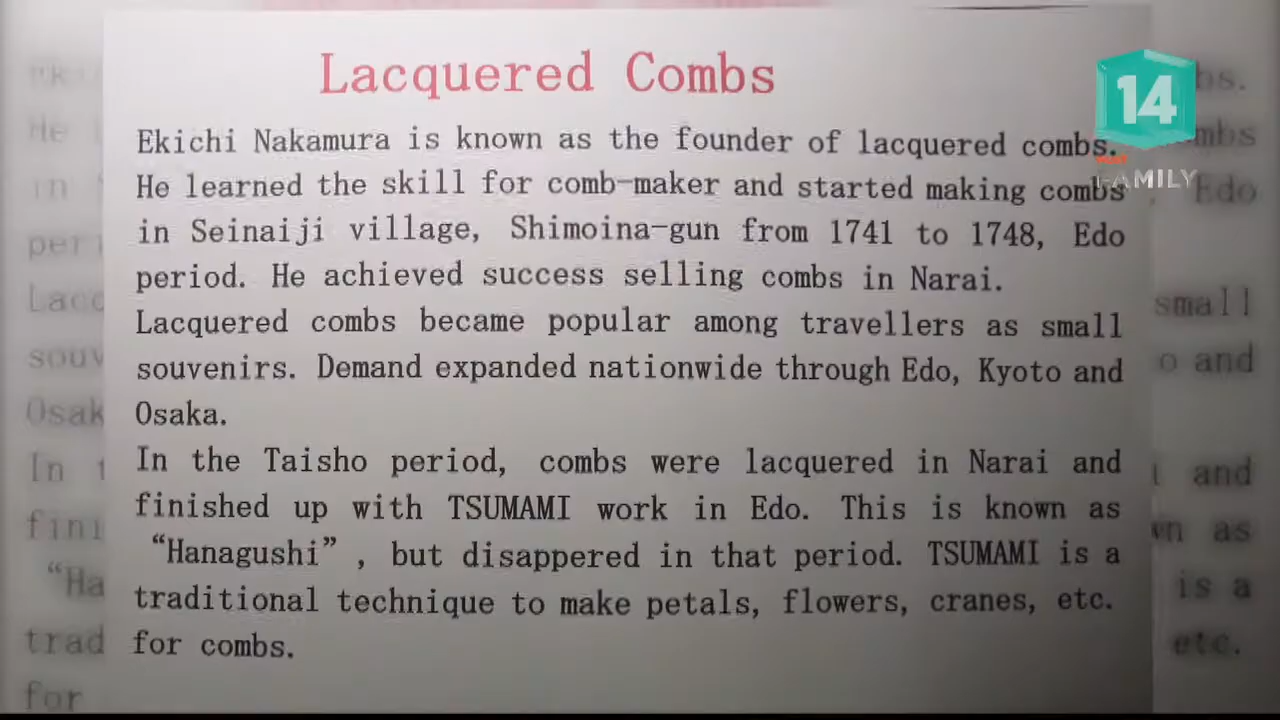 Lacquered Combs
Ekichi Nakamura is known as the founder of lacquered combs.
He learned the skill for comb-maker and started making combs
in Seinaiji village, Shimoina-gun from 1741 to 1748, Edo
period. He achieved success selling combs in Narai.
Lacquered combs became popular among travellers as small
souvenirs. Demand expanded nationwide through Edo, Kyoto and
Osaka.
In the Taisho period, combs were lacquered in Narai and
finished up with TSUMAMI work in Edo. This is known as
“Hanagushi”, but disappered in that period. TSUMAMI is a
traditional technique to make petals, flowers, cranes, etc.
for combs.
14
FAMILY